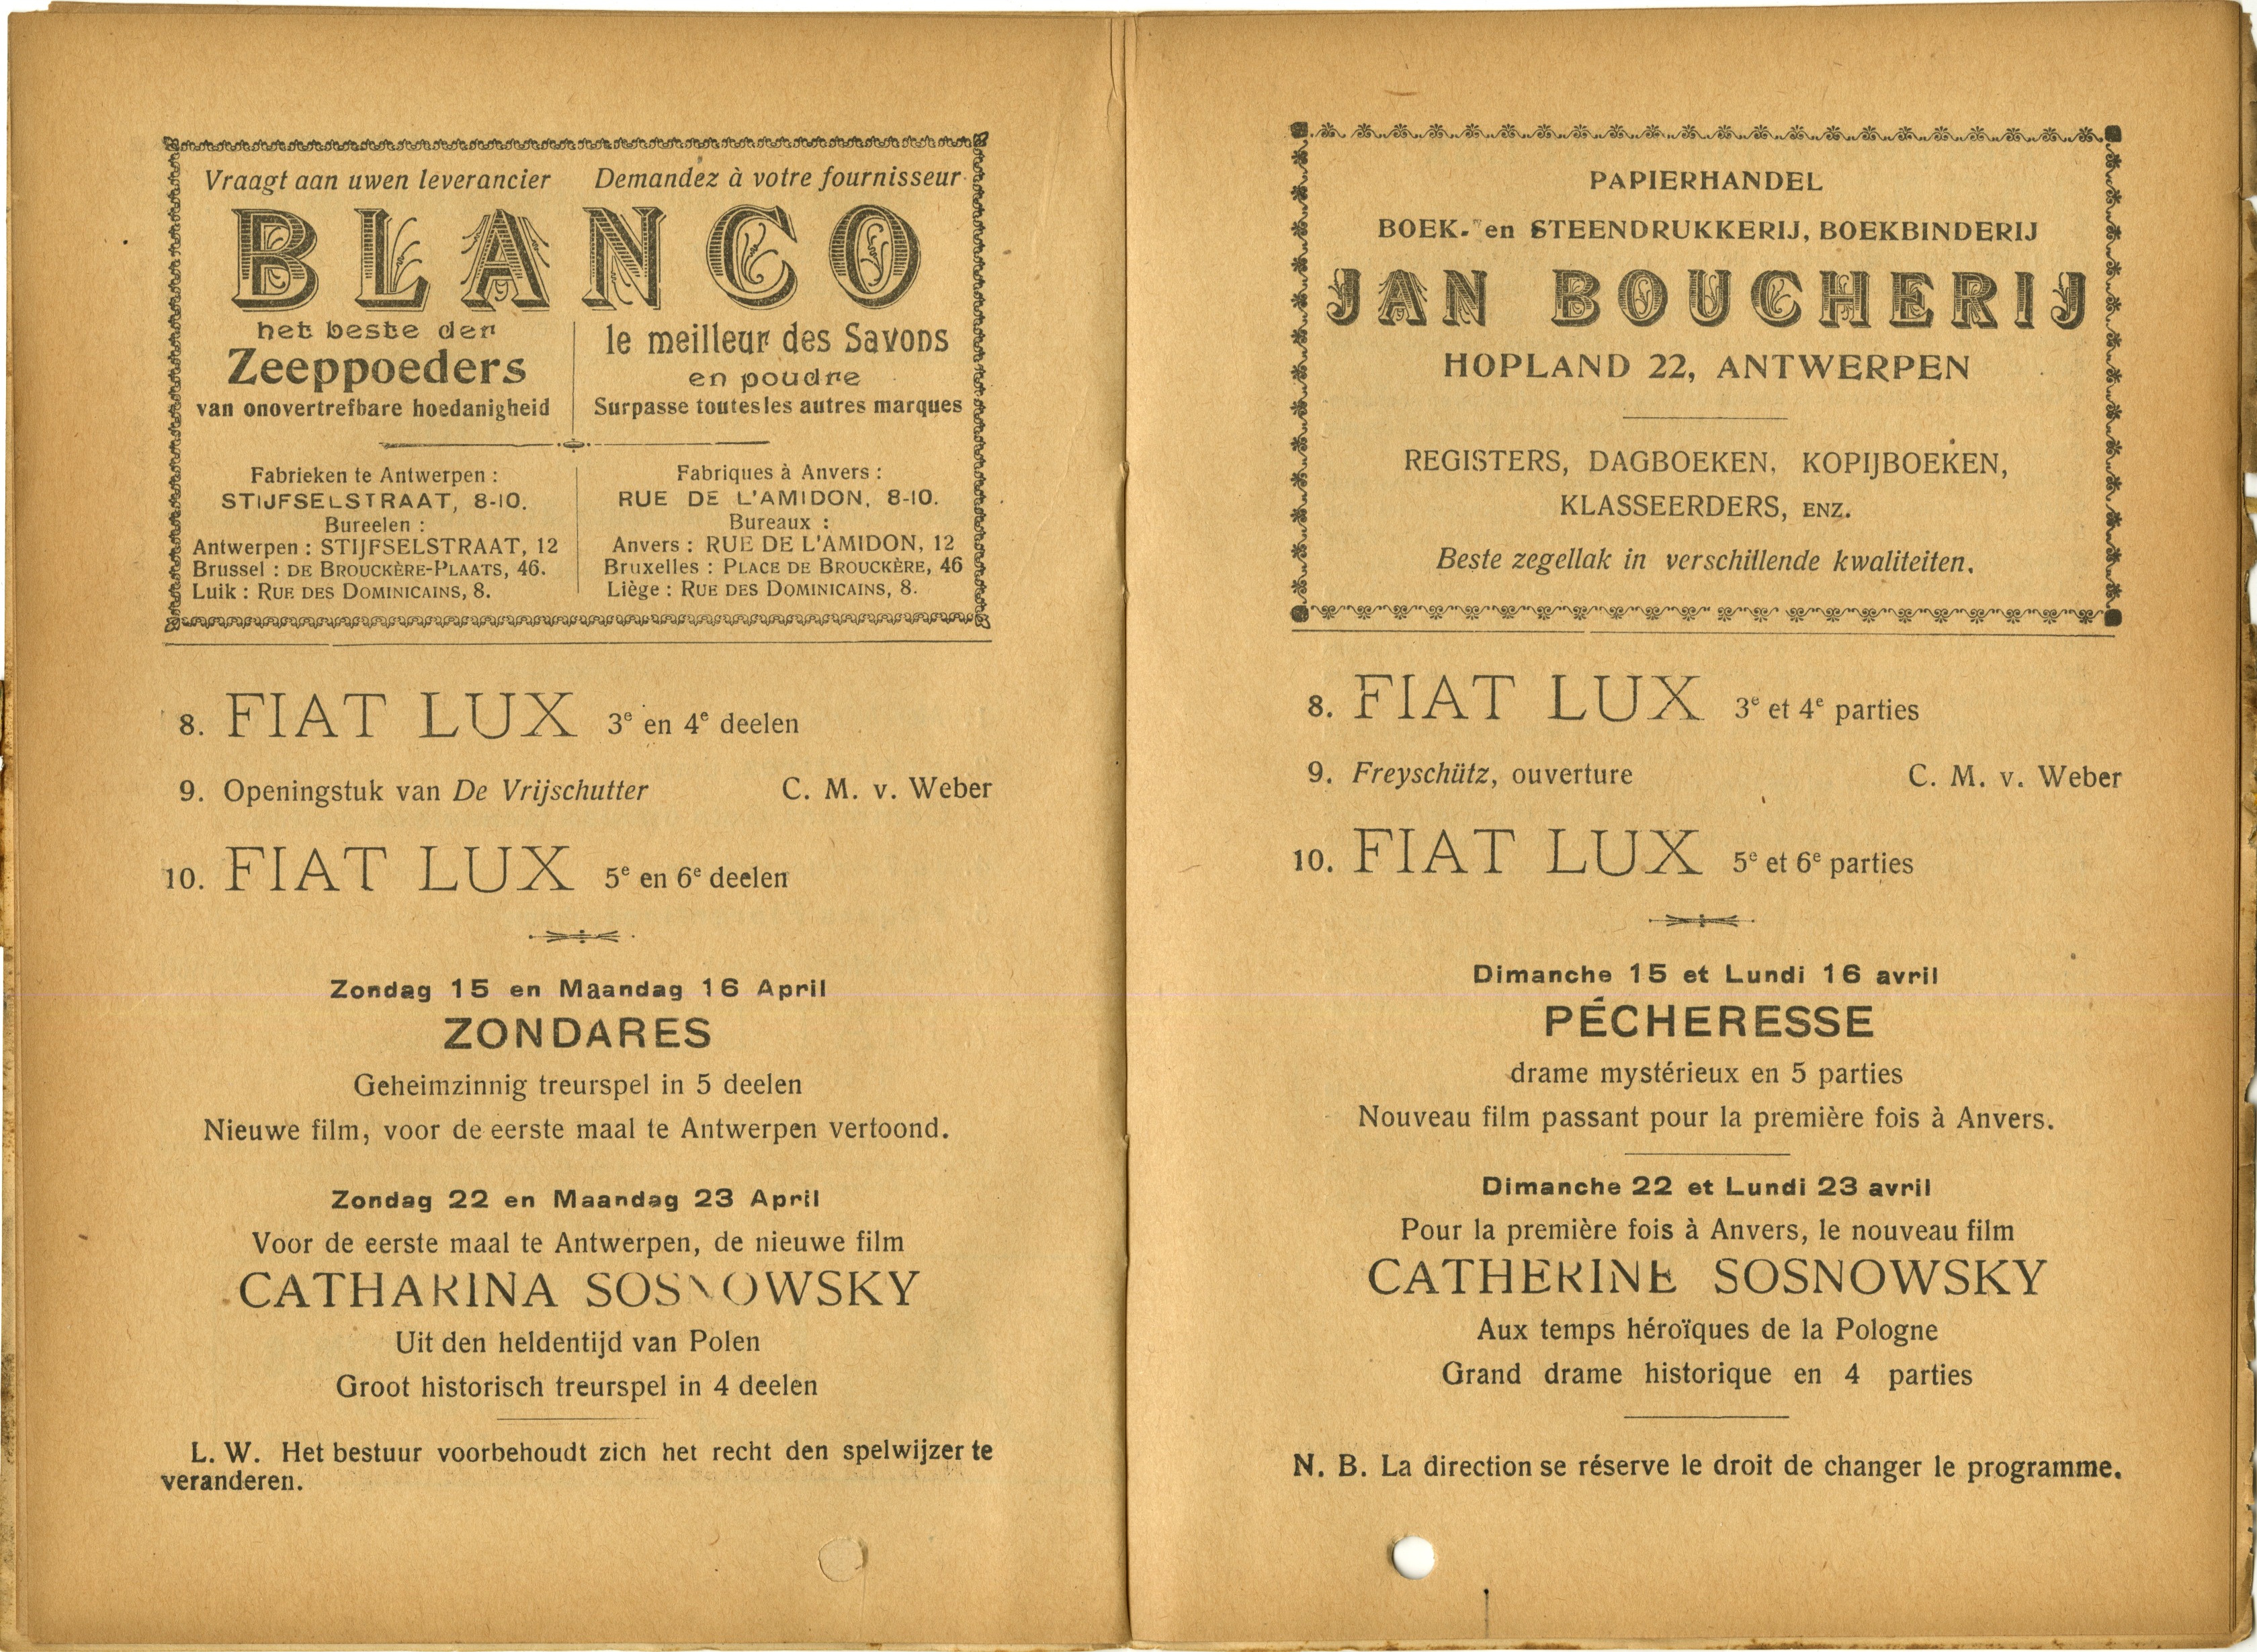 Vraagt aan uwen leverancier
Demandez à votre fournisseur
BLANCO
het beste der
Zeeppoeders
van onovertrefbare hoedanigheid
le meilleur des Savons
en poudre
Surpasse toutes les autres marques
Fabrieken te Antwerpen :
STIJFSELSTRAAT, 8-10.
Bureelen :
Antwerpen : STIJFSELSTRAAT, 12
Brussel : DE BROUCKÈRE-PLAATS, 46.
Luik : RUE DES DOMINICAINS, 8.
Fabriques à Anvers :
RUE DE L'AMIDON, 8-10.
Bureaux :
Anvers : RUE DE L'AMIDON, 12
Bruxelles : PLACE DE BROUCKÈRE, 46
Liège : RUE DES DOMINICAINS, 8.
8. FIAT LUX 3e en 4e deelen
9. Openingstuk van De Vrijschutter C. M. v. Weber
10. FIAT LUX 5e en 6e deelen
Zondag 15 en Maandag 16 April
ZONDARES
Geheimzinnig treurspel in 5 deelen
Nieuwe film, voor de eerste maal te Antwerpen vertoond.
Zondag 22 en Maandag 23 April
Voor de eerste maal te Antwerpen, de nieuwe film
CATHARINA SOSNOWSKY
Uit den heldentijd van Polen
Groot historisch treurspel in 4 deelen
L. W. Het bestuur voorbehoudt zich het recht den spelwijzer te
veranderen.
PAPIERHANDEL
BOEK- en STEENDRUKKERIJ, BOEKBINDERIJ
JAN BOUCHERIJ
HOPLAND 22, ANTWERPEN
REGISTERS, DAGBOEKEN, KOPIJBOEKEN,
KLASSEERDERS, ENZ.
Beste zegellak in verschillende kwaliteiten.
8. FIAT LUX 3e et 4e parties
9. Freyschütz, ouverture C. M. v. Weber
10. FIAT LUX 5e et 6e parties
Dimanche 15 et Lundi 16 avril
PÉCHERESSE
drame mystérieux en 5 parties
Nouveau film passant pour la première fois à Anvers.
Dimanche 22 et Lundi 23 avril
Pour la première fois à Anvers, le nouveau film
CATHERINE SOSNOWSKY
Aux temps héroïques de la Pologne
Grand drame historique en 4 parties
N. B. La direction se réserve le droit de changer le programme.